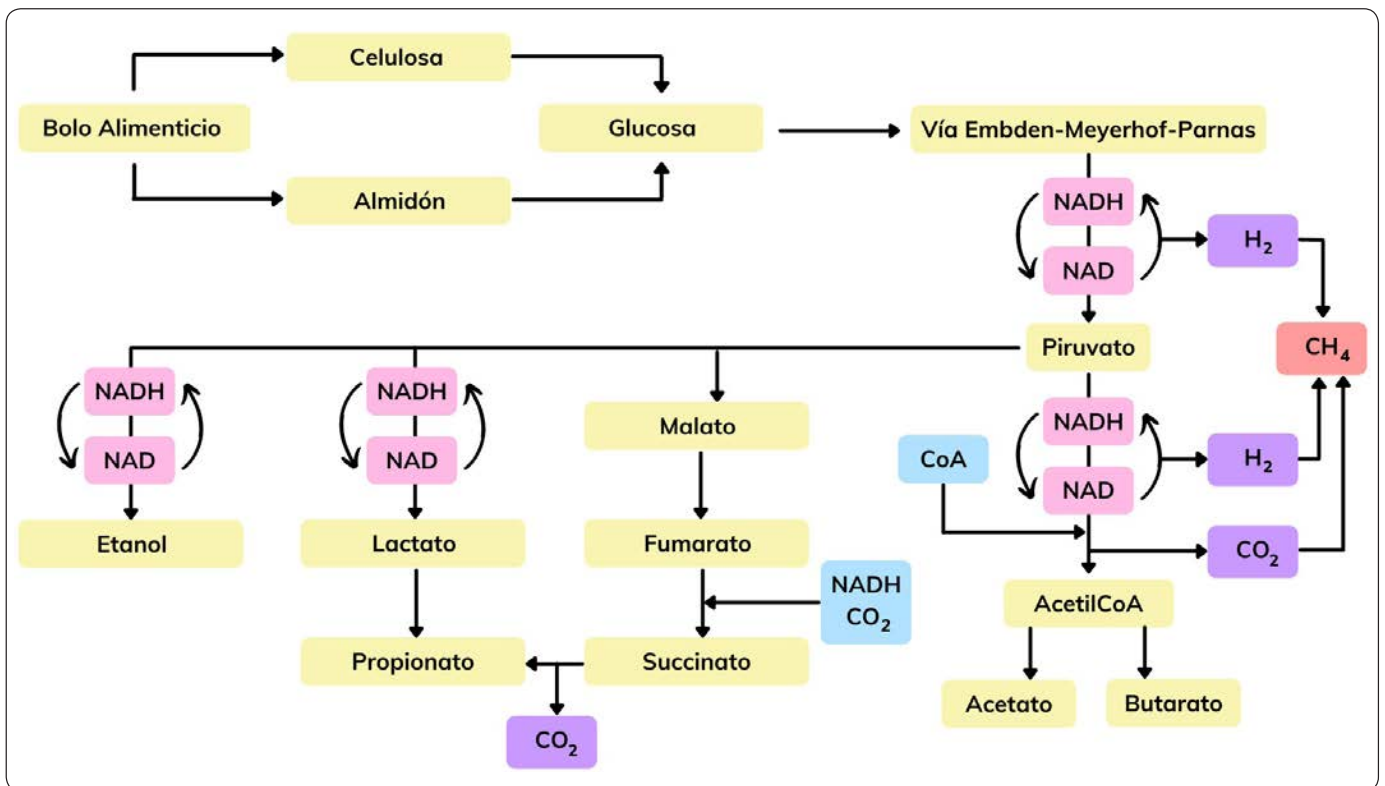 Celulosa
Bolo Alimenticio
Glucosa
Vía Embden-Meyerhof-Parnas
Almidón
NADH
H2
NAD
Piruvato
CH4
NADH
NADH
NAD
NAD
Malato
NADH
CoA
H2
NAD
Etanol
Lactato
Fumarato
CO2
NADH
CO2
AcetilCoA
Propionato
Succinato
Acetato
Butarato
CO2